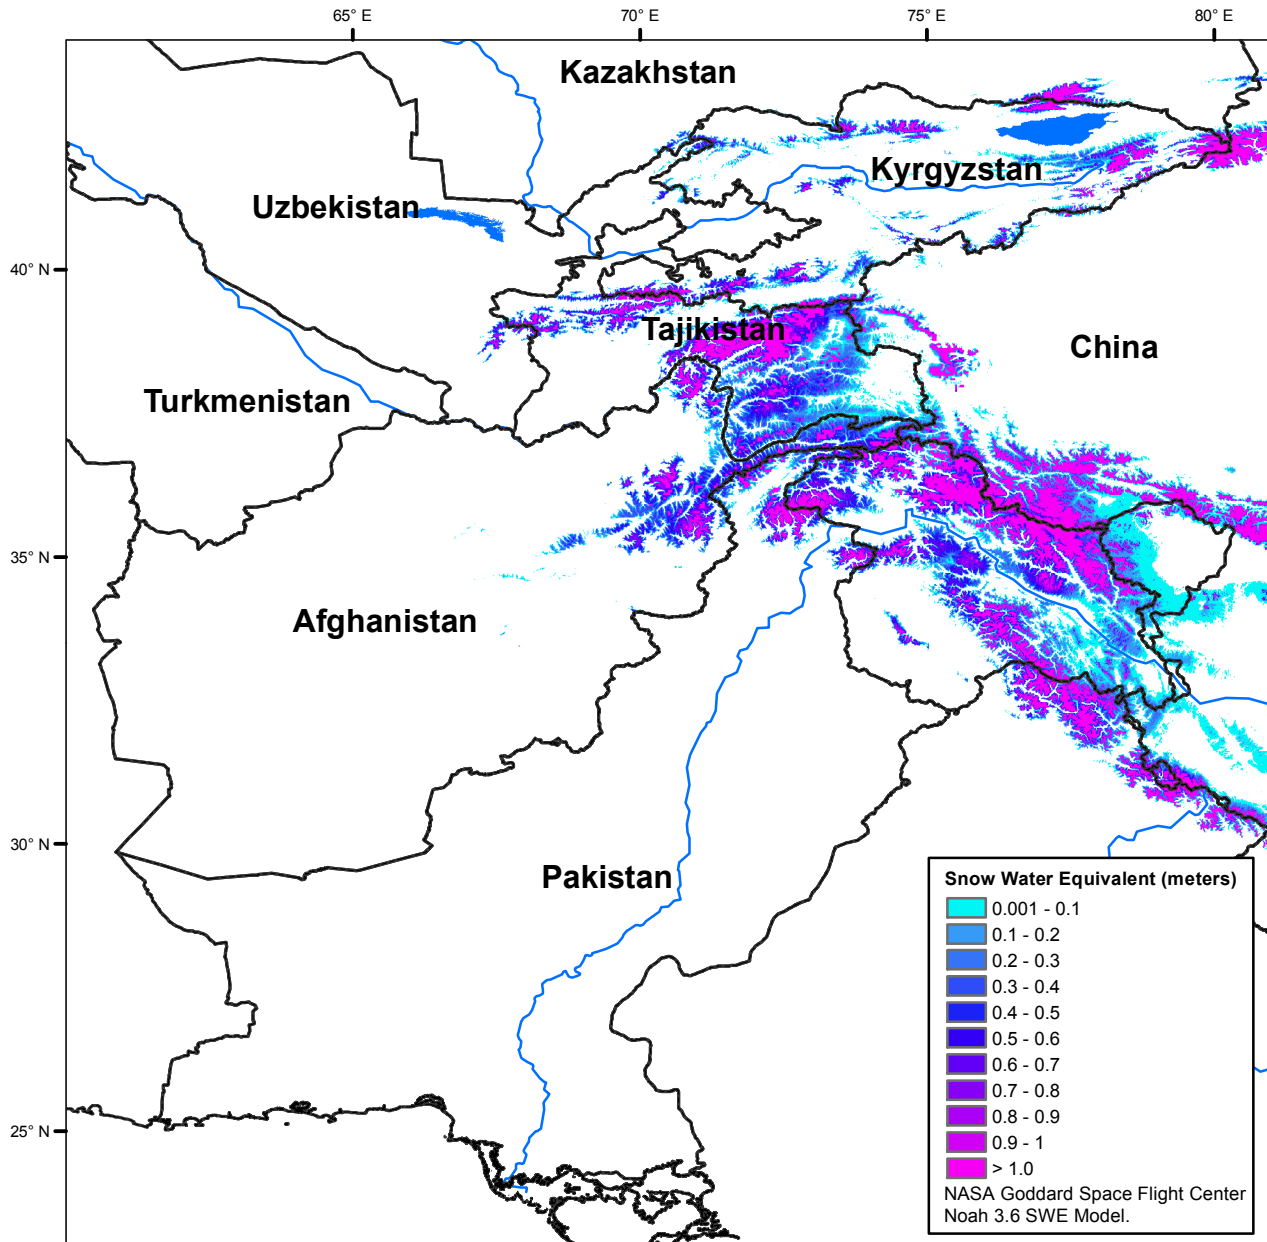 65° E
70° E
75° E
80° E
Kazakhstan
Kyrgyzstan
Uzbekistan
40° N
Tajikistan
China
Turkmenistan
35° N
Afghanistan
30° N
Pakistan
25° N
Snow Water Equivalent (meters)
0.001 - 0.1
0.1 - 0.2
0.2 - 0.3
0.3 - 0.4
0.4 - 0.5
0.5 - 0.6
0.6 - 0.7
0.7 - 0.8
0.8 - 0.9
0.9 - 1
> 1.0
NASA Goddard Space Flight Center
Noah 3.6 SWE Model.